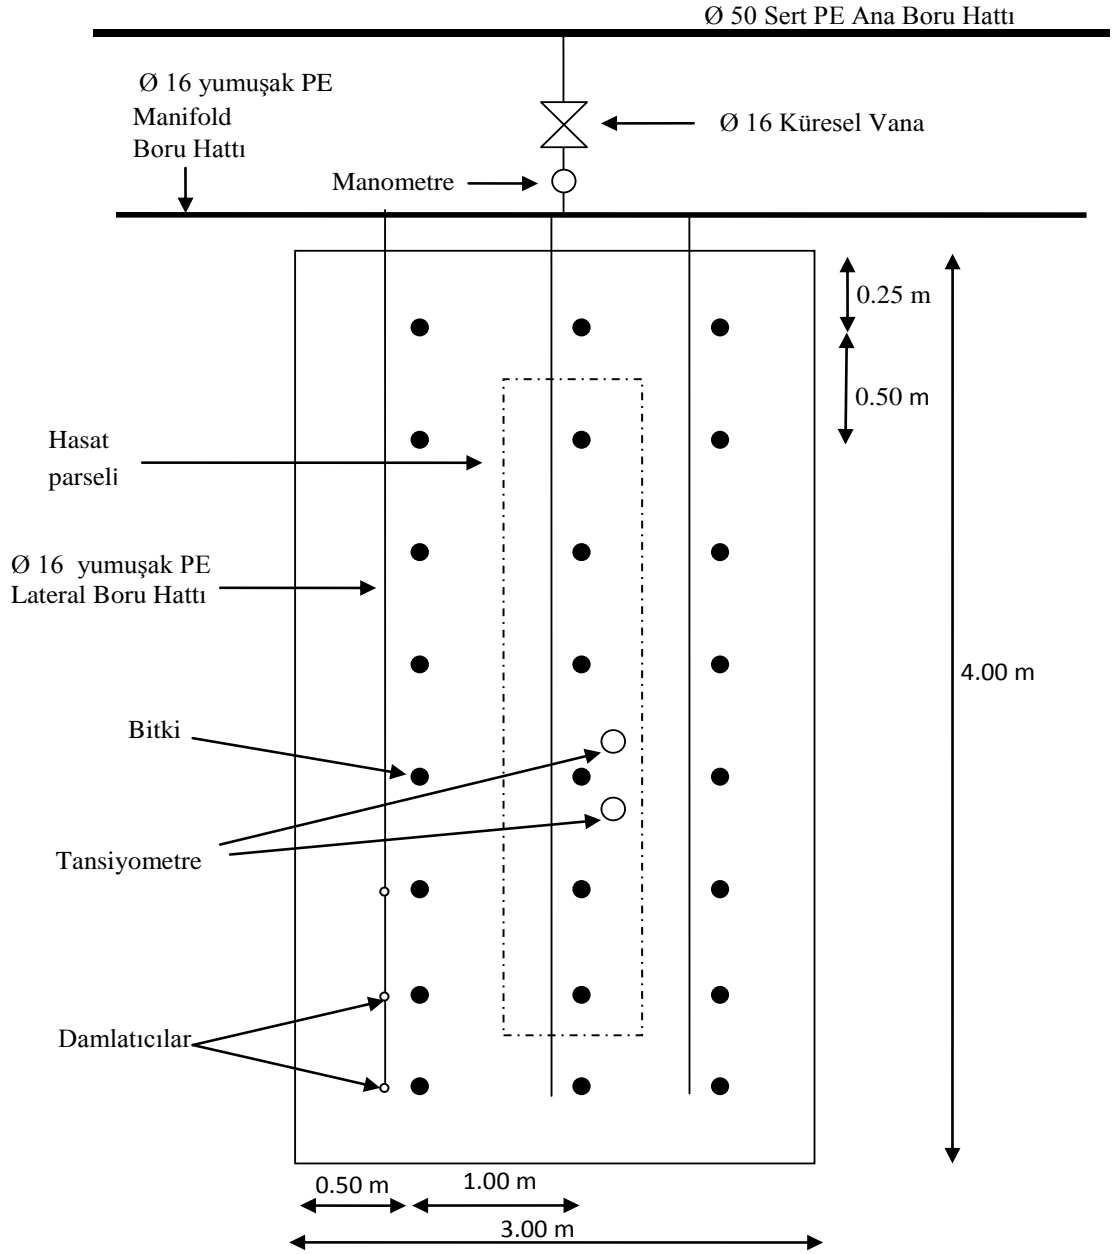 Ø 50 Sert PE Ana Boru Hattı
Ø 16 yumuşak PE
Manifold
Boru Hattı
Ø 16 Küresel Vana
Manometre
0.25 m
0.50 m
Hasat
parseli
Ø 16 yumuşak PE
Lateral Boru Hattı
4.00 m
Bitki
Tansiyometre
Damlatıcılar
0.50 m
1.00 m
3.00 m